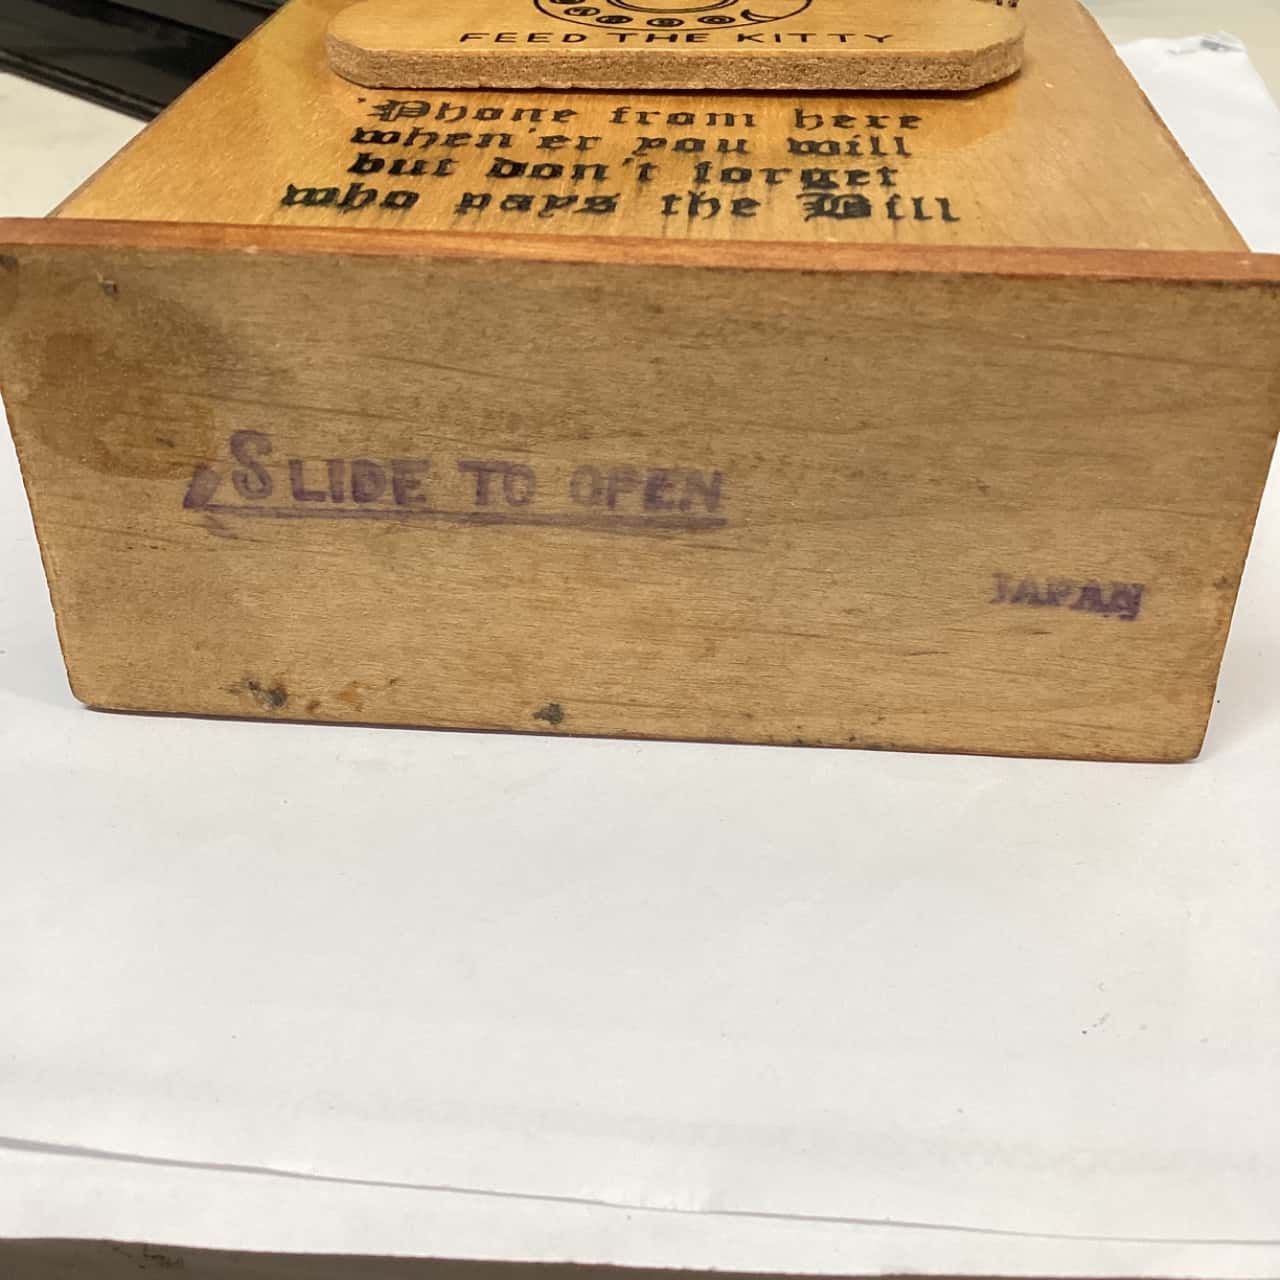 FEED THE KITTY
'Phone from here
when'er you will
but don't forget
who pays the Bill
SLIDE TO OPEN
JAPAN